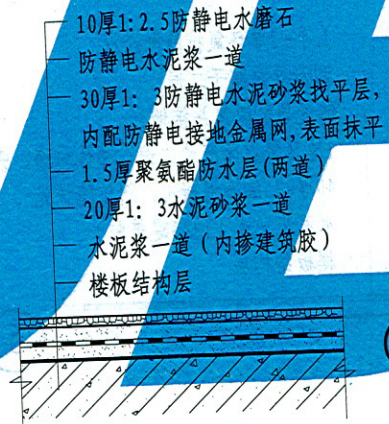 10厚1:2.5防静电水磨石
防静电水泥浆一道
30厚1: 3防静电水泥砂浆找平层,
内配防静电接地金属网,表面抹平
1.5厚聚氨酯防水层(两道)
20厚1: 3水泥砂浆一道
水泥浆一道(内掺建筑胶)
楼板结构层